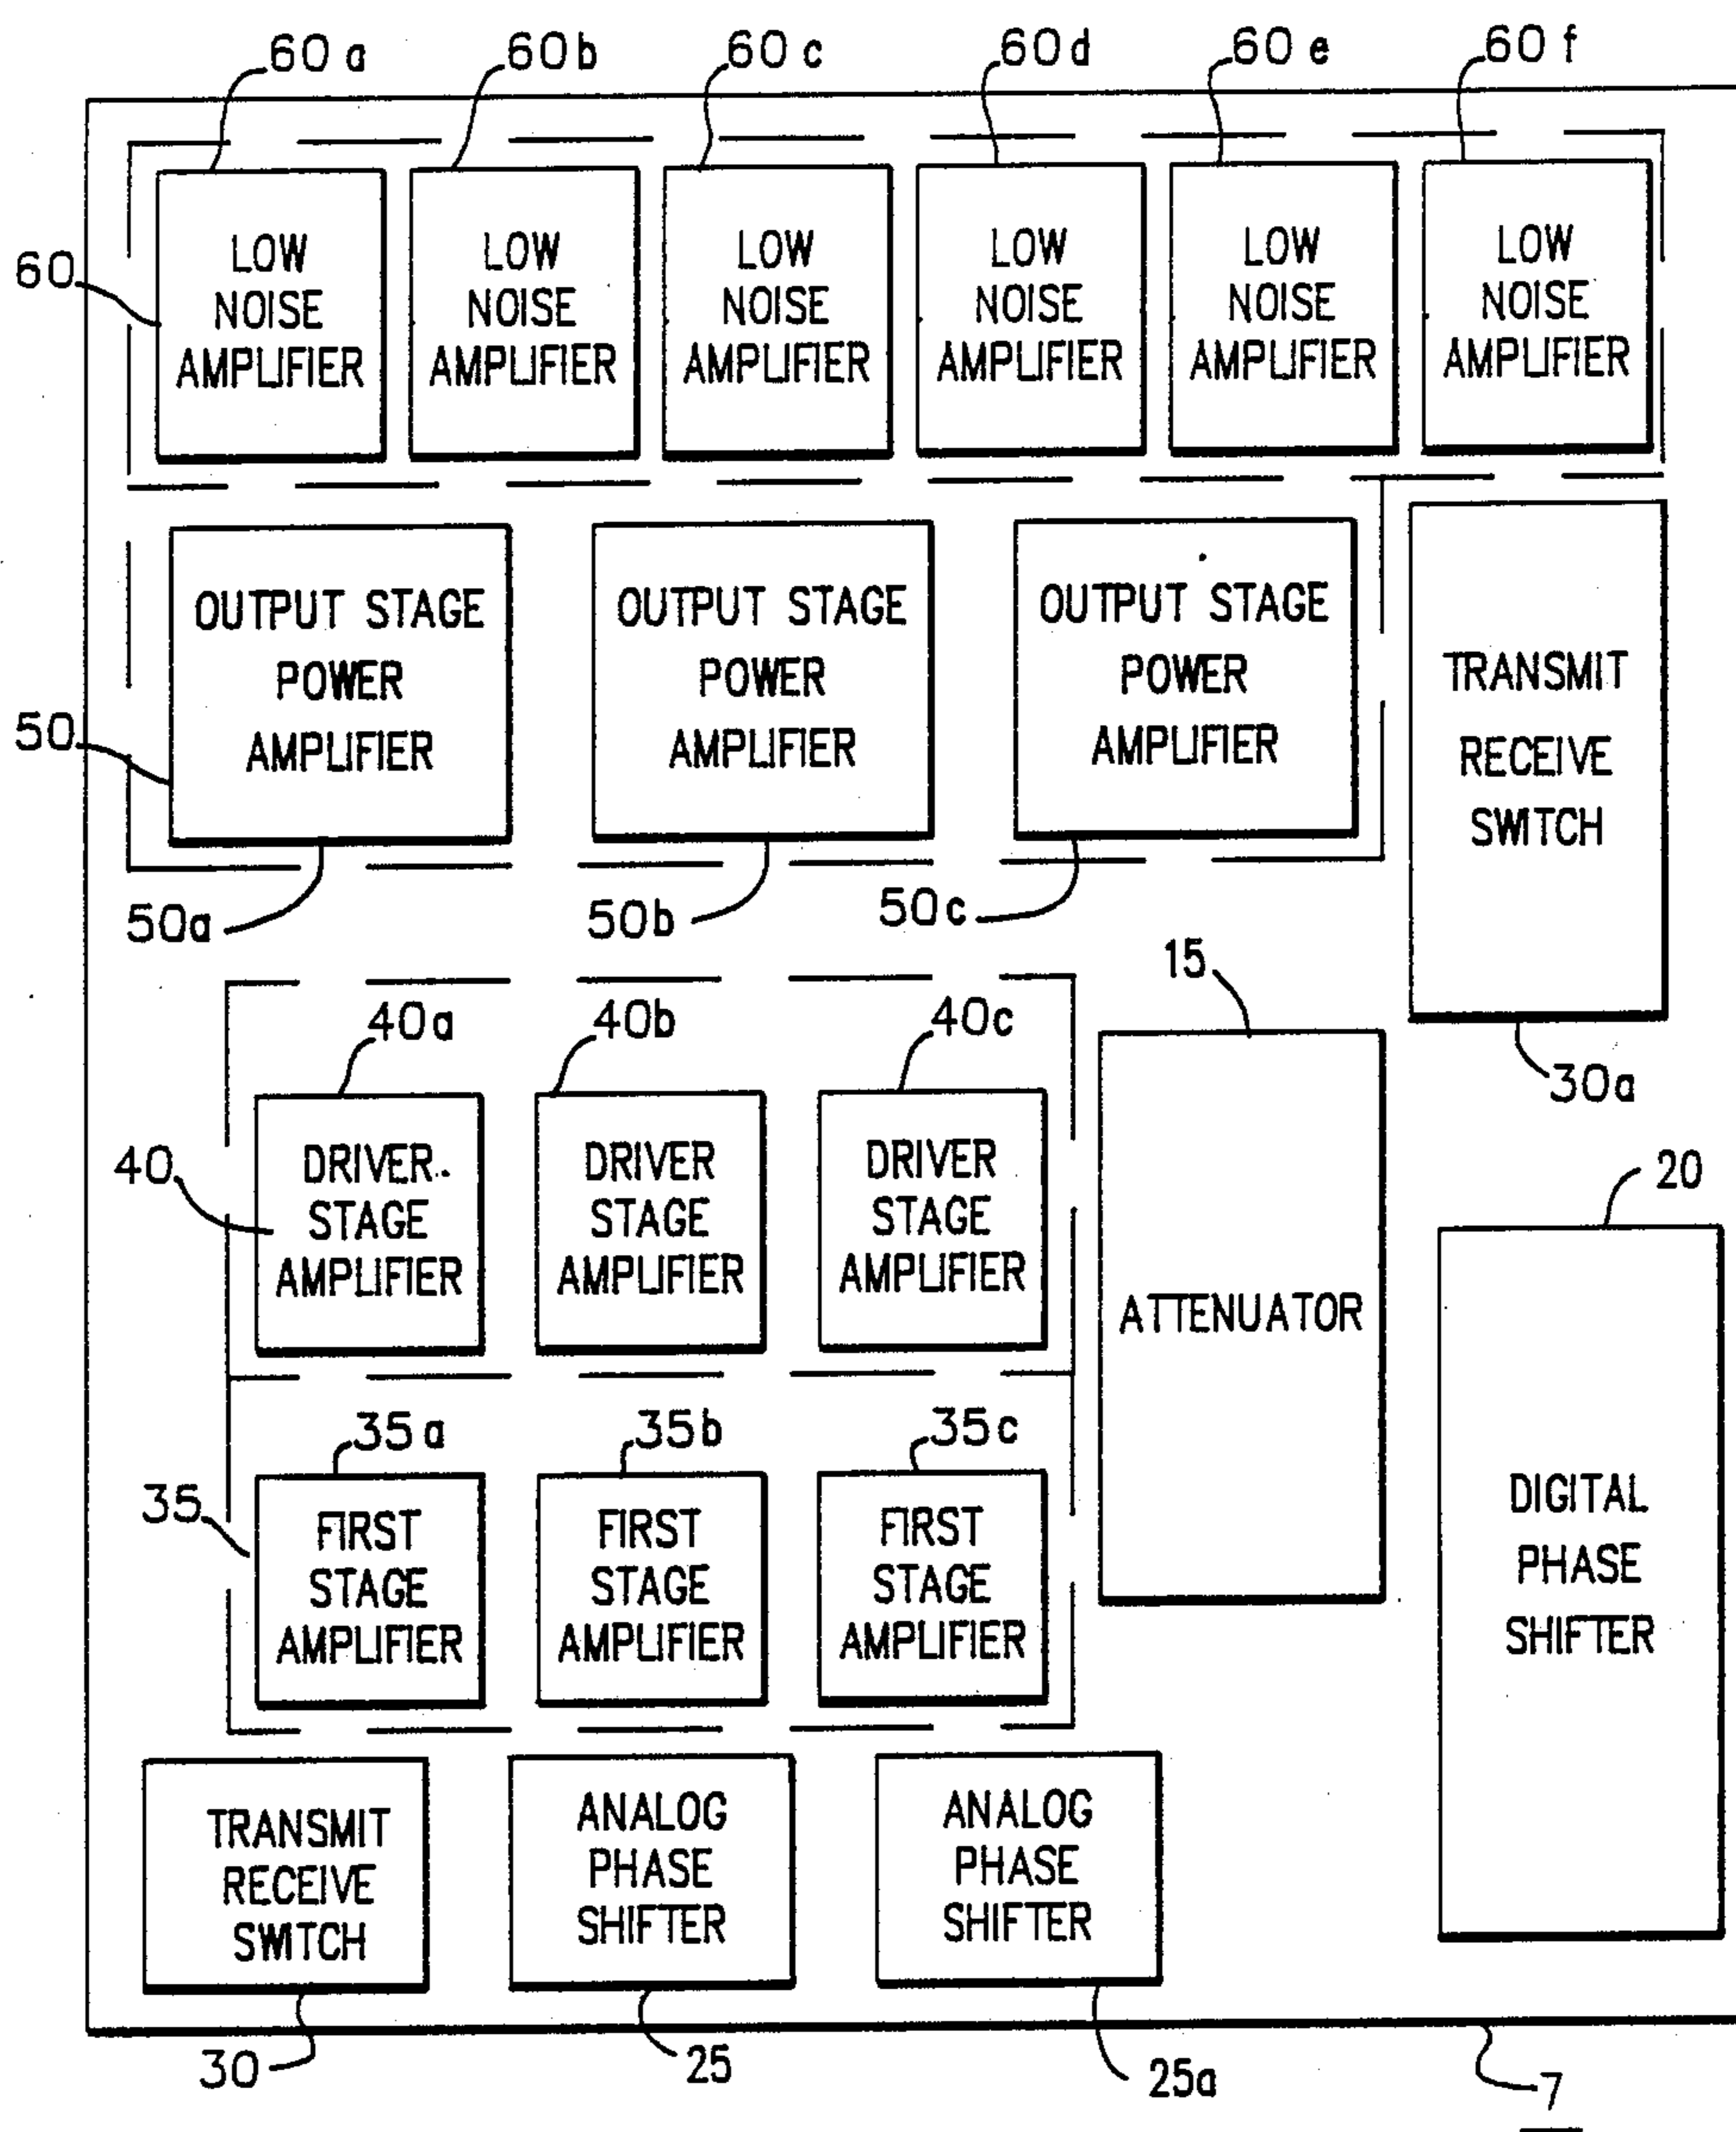 60a 60b 60c 60d 60e 60f
60
LOW
NOISE
AMPLIFIER
LOW
NOISE
AMPLIFIER
LOW
NOISE
AMPLIFIER
LOW
NOISE
AMPLIFIER
LOW
NOISE
AMPLIFIER
LOW
NOISE
AMPLIFIER
50
OUTPUT STAGE
POWER
AMPLIFIER
OUTPUT STAGE
POWER
AMPLIFIER
OUTPUT STAGE
POWER
AMPLIFIER
TRANSMIT
RECEIVE
SWITCH
50a 50b 50c
15
30a
40a 40b 40c
40
DRIVER
STAGE
AMPLIFIER
DRIVER
STAGE
AMPLIFIER
DRIVER
STAGE
AMPLIFIER
ATTENUATOR
20
DIGITAL
PHASE
SHIFTER
35a 35b 35c
35
FIRST
STAGE
AMPLIFIER
FIRST
STAGE
AMPLIFIER
FIRST
STAGE
AMPLIFIER
TRANSMIT
RECEIVE
SWITCH
ANALOG
PHASE
SHIFTER
ANALOG
PHASE
SHIFTER
30 25 25a 7